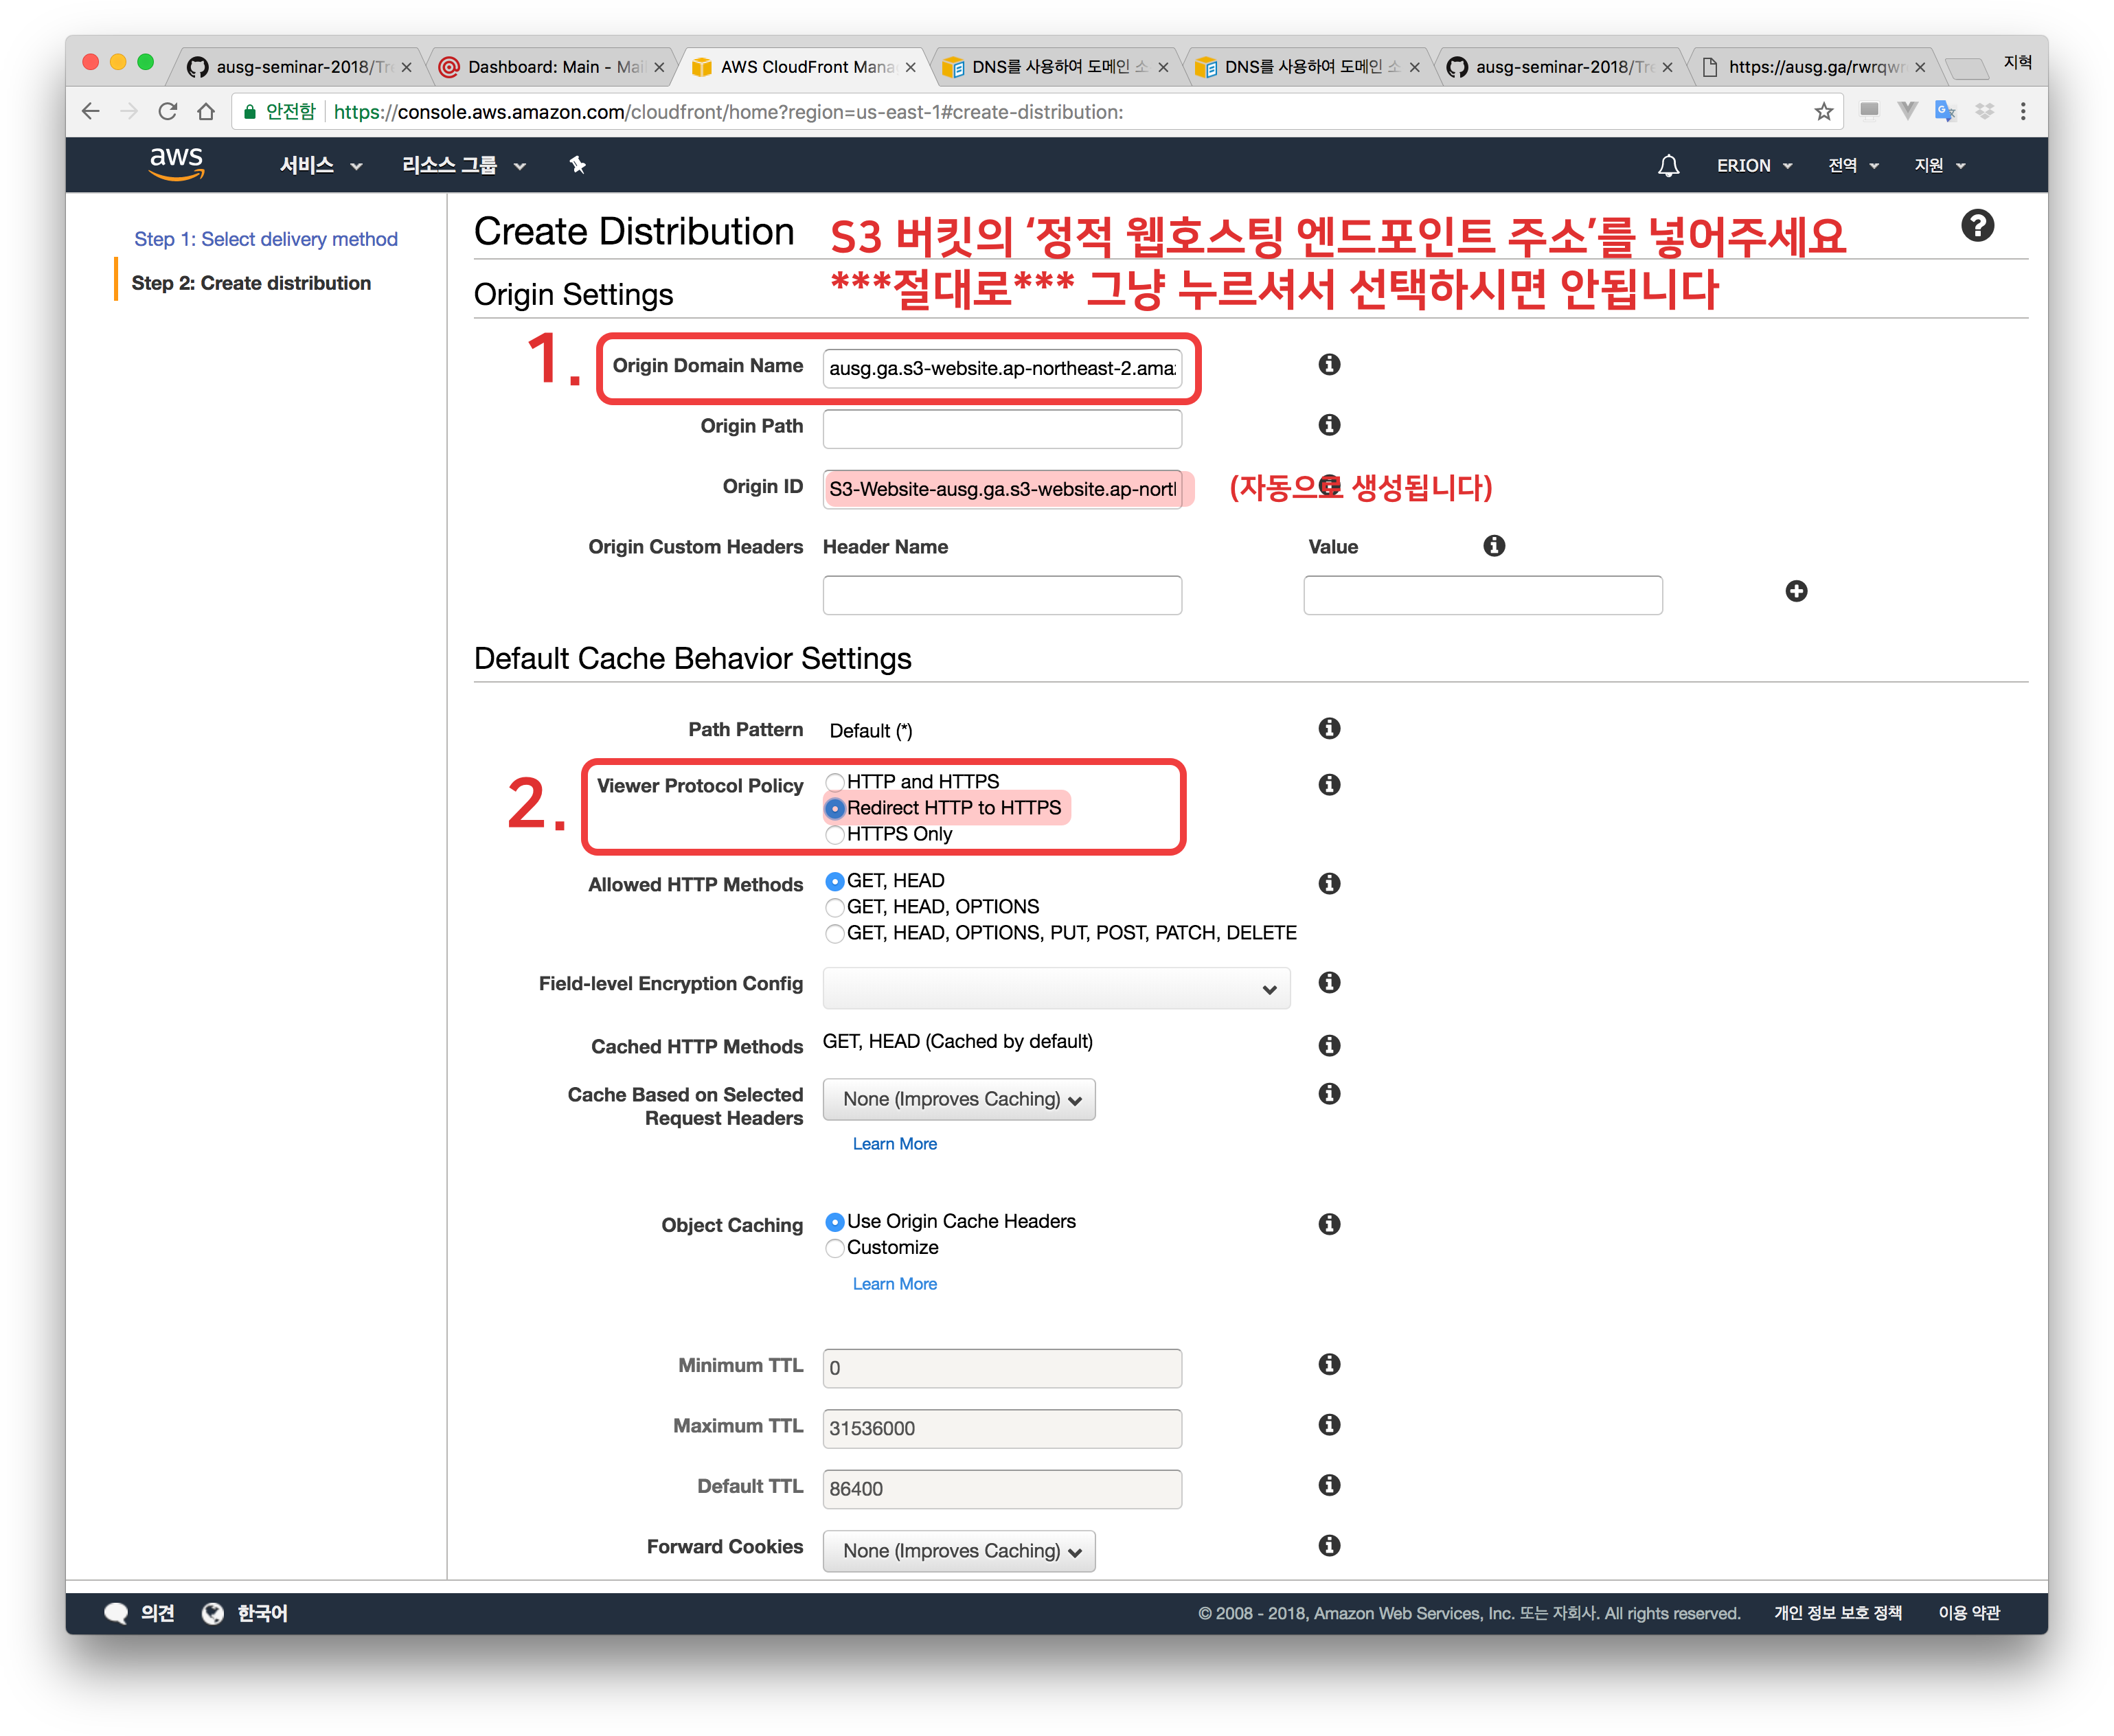 ausg-seminar-2018/Tre
Dashboard: Main - Mail
AWS CloudFront Mana
DNS를 사용하여 도메인 소
DNS를 사용하여 도메인 소
ausg-seminar-2018/Tre
https://ausg.ga/rwrqwr
지혁
안전함
https://console.aws.amazon.com/cloudfront/home?region=us-east-1#create-distribution:
aws
서비스
리소스 그룹
ERION
전역
지원
Step 1: Select delivery method
Step 2: Create distribution
Create Distribution
S3 버킷의 ‘정적 웹호스팅 엔드포인트 주소’를 넣어주세요
***절대로*** 그냥 누르셔서 선택하시면 안됩니다
Origin Settings
1.
Origin Domain Name
ausg.ga.s3-website.ap-northeast-2.ama
Origin Path
Origin ID
S3-Website-ausg.ga.s3-website.ap-nort
(자동으로 생성됩니다)
Origin Custom Headers
Header Name
Value
Default Cache Behavior Settings
Path Pattern
Default (*)
2.
Viewer Protocol Policy
HTTP and HTTPS
Redirect HTTP to HTTPS
HTTPS Only
Allowed HTTP Methods
GET, HEAD
GET, HEAD, OPTIONS
GET, HEAD, OPTIONS, PUT, POST, PATCH, DELETE
Field-level Encryption Config
Cached HTTP Methods
GET, HEAD (Cached by default)
Cache Based on Selected
Request Headers
None (Improves Caching)
Learn More
Object Caching
Use Origin Cache Headers
Customize
Learn More
Minimum TTL
0
Maximum TTL
31536000
Default TTL
86400
Forward Cookies
None (Improves Caching)
의견
한국어
© 2008 - 2018, Amazon Web Services, Inc. 또는 자회사. All rights reserved.
개인 정보 보호 정책
이용 약관